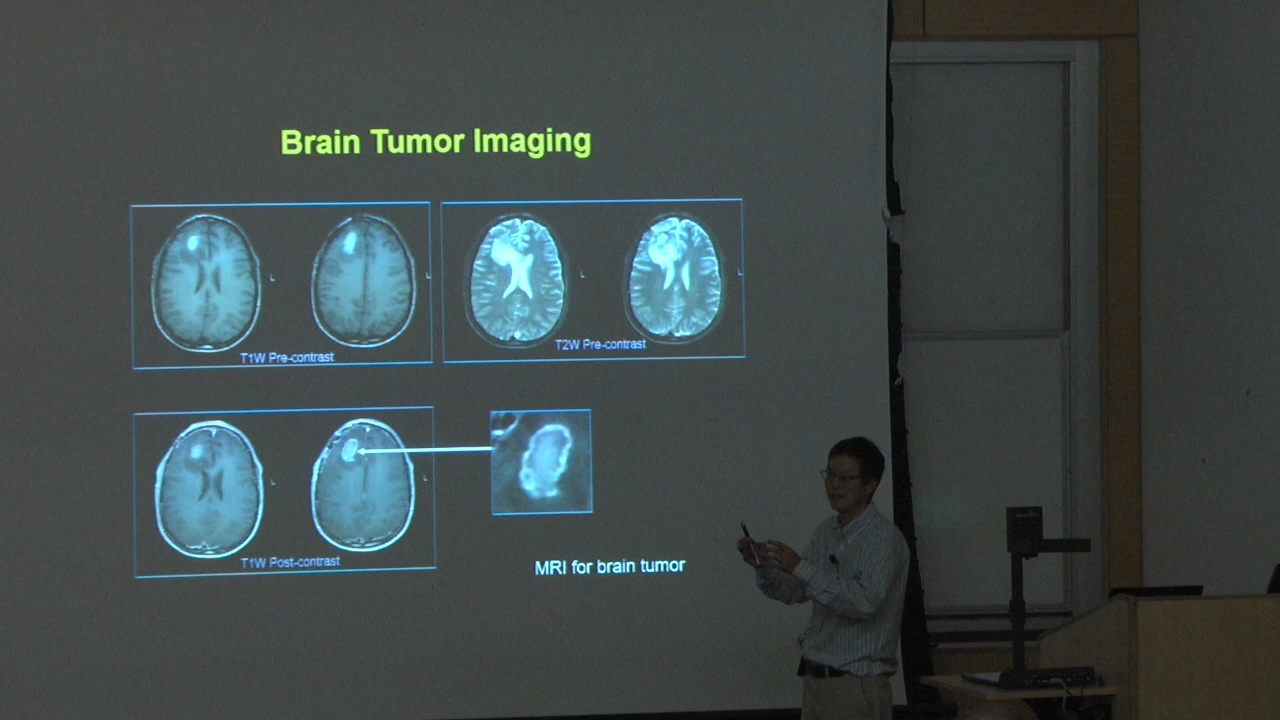 Brain Tumor Imaging
L
L
L
L
T1W Pre-contrast
T2W Pre-contrast
L
L
T1W Post-contrast
MRI for brain tumor